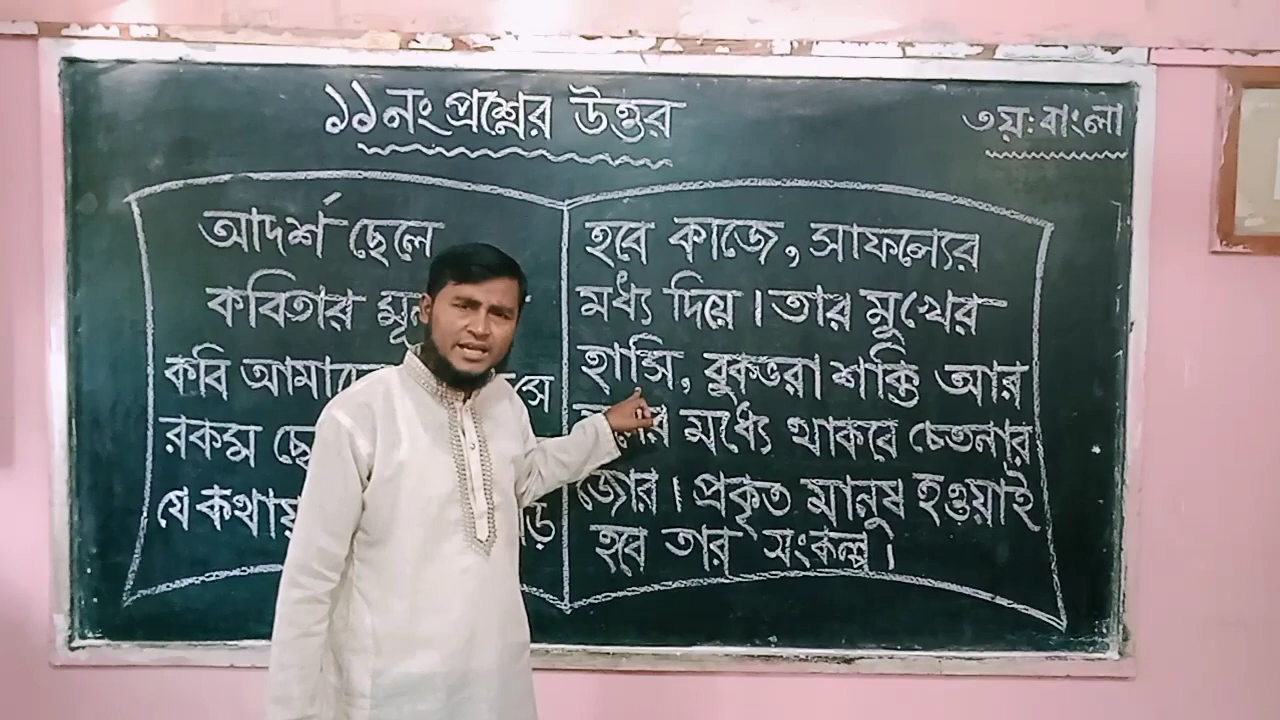 ১১নং প্রশ্নের উত্তর
৩য়: বাংলা
আদর্শ ছেলে
কবিতার
কবি
রকম
যে কথায়
হবে কাজে, সাফল্যের
মধ্য দিয়ে। তার মুখের
হাসি, বুকভরা শক্তি আর
মধ্যে থাকবে চেতনার
জোর। প্রকৃত মানুষ হওয়াই
হবে তার সংকল্প।